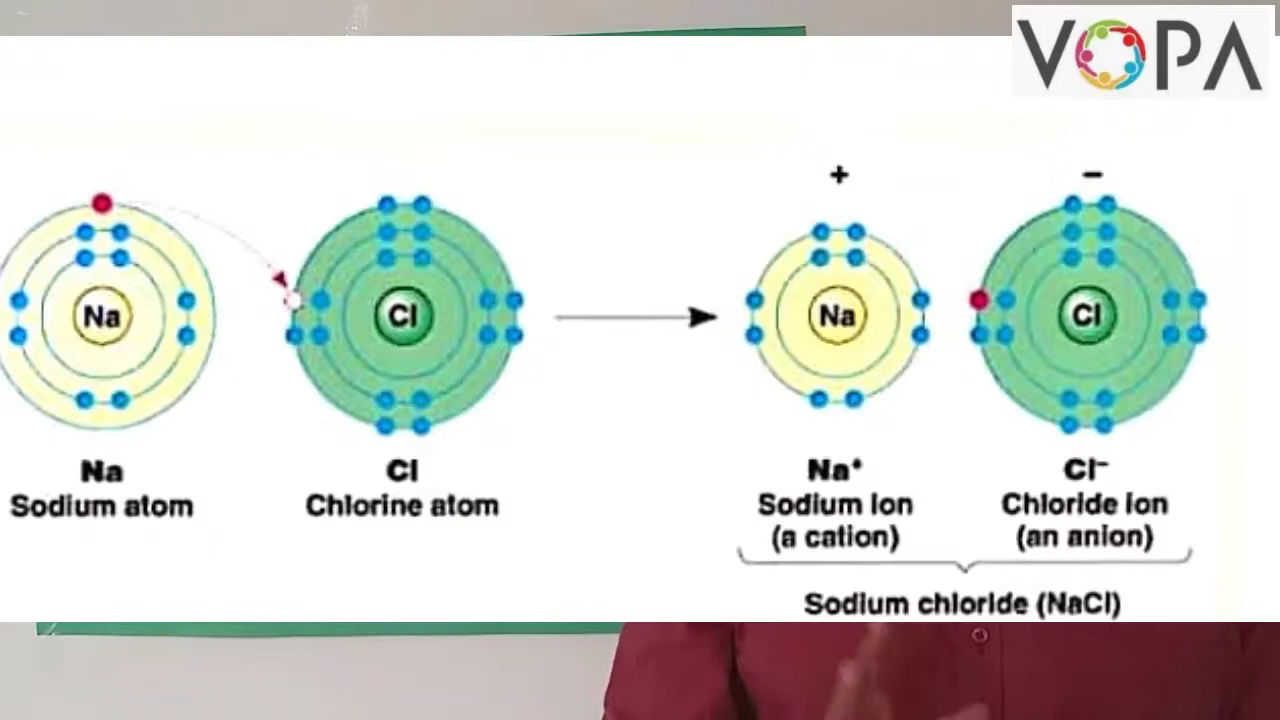 VOPA
+
−
Na
Cl
Na
Cl
Na
Sodium atom
Cl
Chlorine atom
Na⁺
Sodium ion
(a cation)
Cl⁻
Chloride ion
(an anion)
Sodium chloride (NaCl)